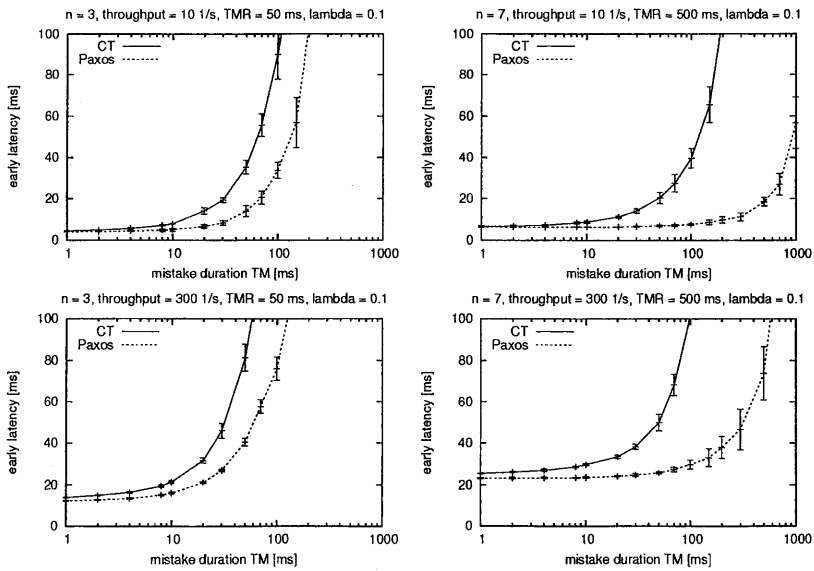 n = 3, throughput = 10 1/s, TMR = 50 ms, lambda = 0.1
100
80
60
40
20
0
early latency [ms]
CT
Paxos
1
10
100
1000
mistake duration TM [ms]
n = 7, throughput = 10 1/s, TMR = 500 ms, lambda = 0.1
100
80
60
40
20
0
early latency [ms]
CT
Paxos
1
10
100
1000
mistake duration TM [ms]
n = 3, throughput = 300 1/s, TMR = 50 ms, lambda = 0.1
100
80
60
40
20
0
early latency [ms]
CT
Paxos
1
10
100
1000
mistake duration TM [ms]
n = 7, throughput = 300 1/s, TMR = 500 ms, lambda = 0.1
100
80
60
40
20
0
early latency [ms]
CT
Paxos
1
10
100
1000
mistake duration TM [ms]